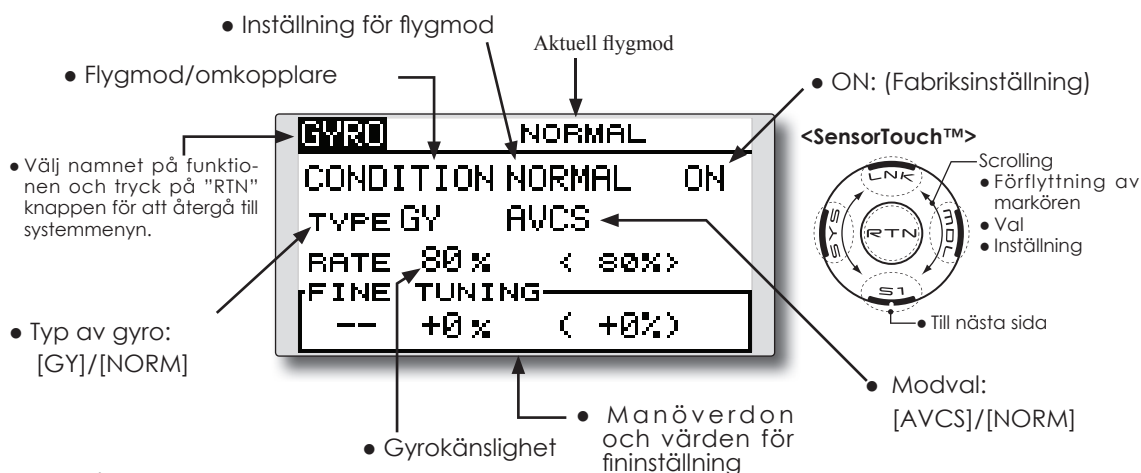 ● Inställning för flygmod
Aktuell flygmod
● Flygmod/omkopplare
● ON: (Fabriksinställning)
● Välj namnet på funktio-
nen och tryck på ”RTN”
knappen för att återgå till
systemmenyn.
GYRO NORMAL
CONDITION NORMAL ON
TYPE GY AVCS
RATE 80% < 80%>
FINE TUNING
-- +0% ( +0%)
<SensorTouch™>
LNK
SYS
RTN
MDL
S1
Scrolling
● Förflyttning av
markören
● Val
● Inställning
● Till nästa sida
● Typ av gyro:
[GY]/[NORM]
● Gyrokänslighet
● Manöverdon
och värden för
fininställning
● Modval:
[AVCS]/[NORM]